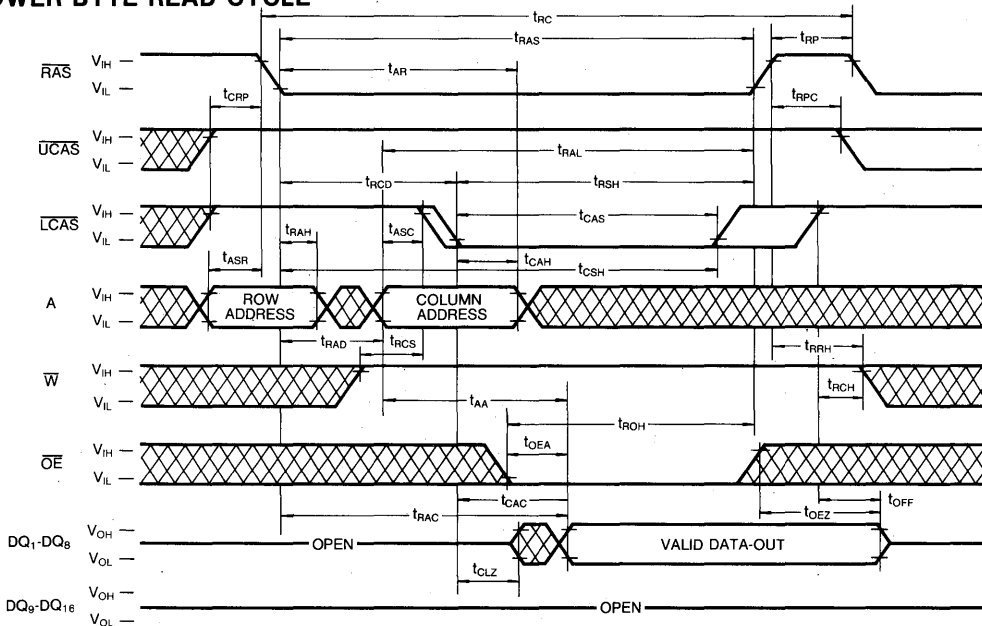 OWER BYTE READ CYCLE
tRC
tRAS
tRP
tAR
RAS
VIH
VIL
tCRP
tRPC
UCAS
VIH
VIL
tRAL
tRCD
tRSH
LCAS
VIH
VIL
tCAS
tRAH
tASC
tASR
tCAH
tCSH
A
VIH
VIL
ROW
ADDRESS
COLUMN
ADDRESS
tRAD
tRCS
tRRH
W
VIH
VIL
tRCH
tAA
tROH
OE
VIH
VIL
tOEA
tCAC
tOFF
tRAC
tOEZ
DQ1-DQ8
VOH
VOL
OPEN
VALID DATA-OUT
tCLZ
DQ9-DQ16
VOH
VOL
OPEN